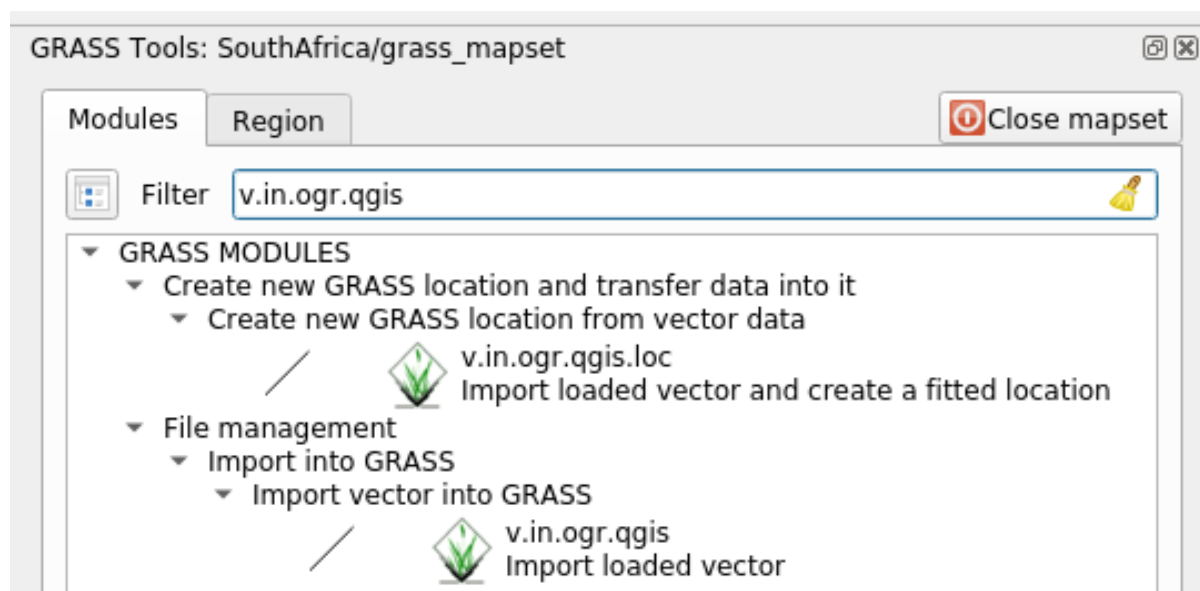 GRASS Tools: SouthAfrica/grass_mapset
Modules
Region
Close mapset
Filter
v.in.ogr.qgis
GRASS MODULES
Create new GRASS location and transfer data into it
Create new GRASS location from vector data
v.in.ogr.qgis.loc
Import loaded vector and create a fitted location
File management
Import into GRASS
Import vector into GRASS
v.in.ogr.qgis
Import loaded vector